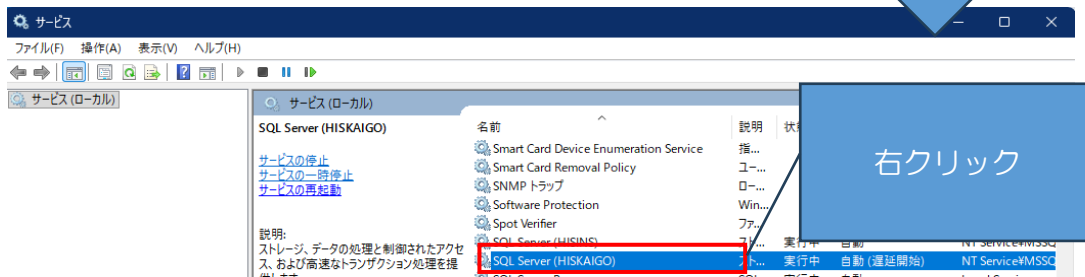 サービス
ファイル(F) 操作(A) 表示(V) ヘルプ(H)
サービス (ローカル)
サービス (ローカル)
SQL Server (HISKAIGO)
サービスの停止
サービスの一時停止
サービスの再起動
説明:
ストレージ、データの処理と制御されたアクセ
ス、および高速なトランザクション処理を提
名前 説明
Smart Card Device Enumeration Service 指...
Smart Card Removal Policy ユー...
SNMP トラップ ロー...
Software Protection Win...
Spot Verifier ファ...
SQL Server (HISINS) スト... 実行中 自動 NT Service¥MSSQ
SQL Server (HISKAIGO) スト... 実行中 自動 (遅延開始) NT Service¥MSSQ
右クリック